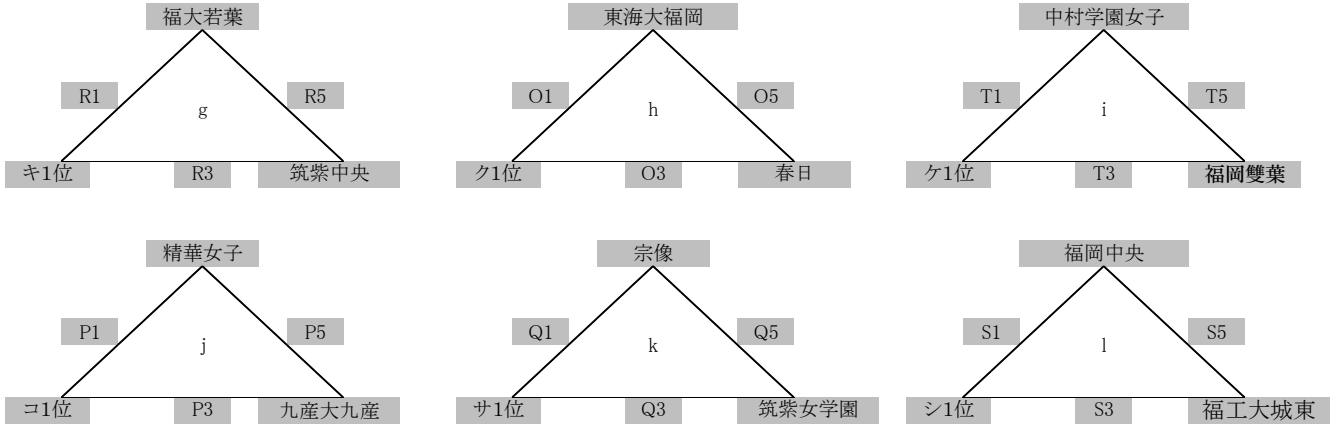 福大若葉 東海大福岡 中村学園女子
R1 R5 O1 O5 T1 T5
g h i
キ1位 R3 筑紫中央 ク1位 O3 春日 ケ1位 T3 福岡雙葉
精華女子 宗像 福岡中央
P1 P5 Q1 Q5 S1 S5
j k l
コ1位 P3 九産大九産 サ1位 Q3 筑紫女学園 シ1位 S3 福工大城東